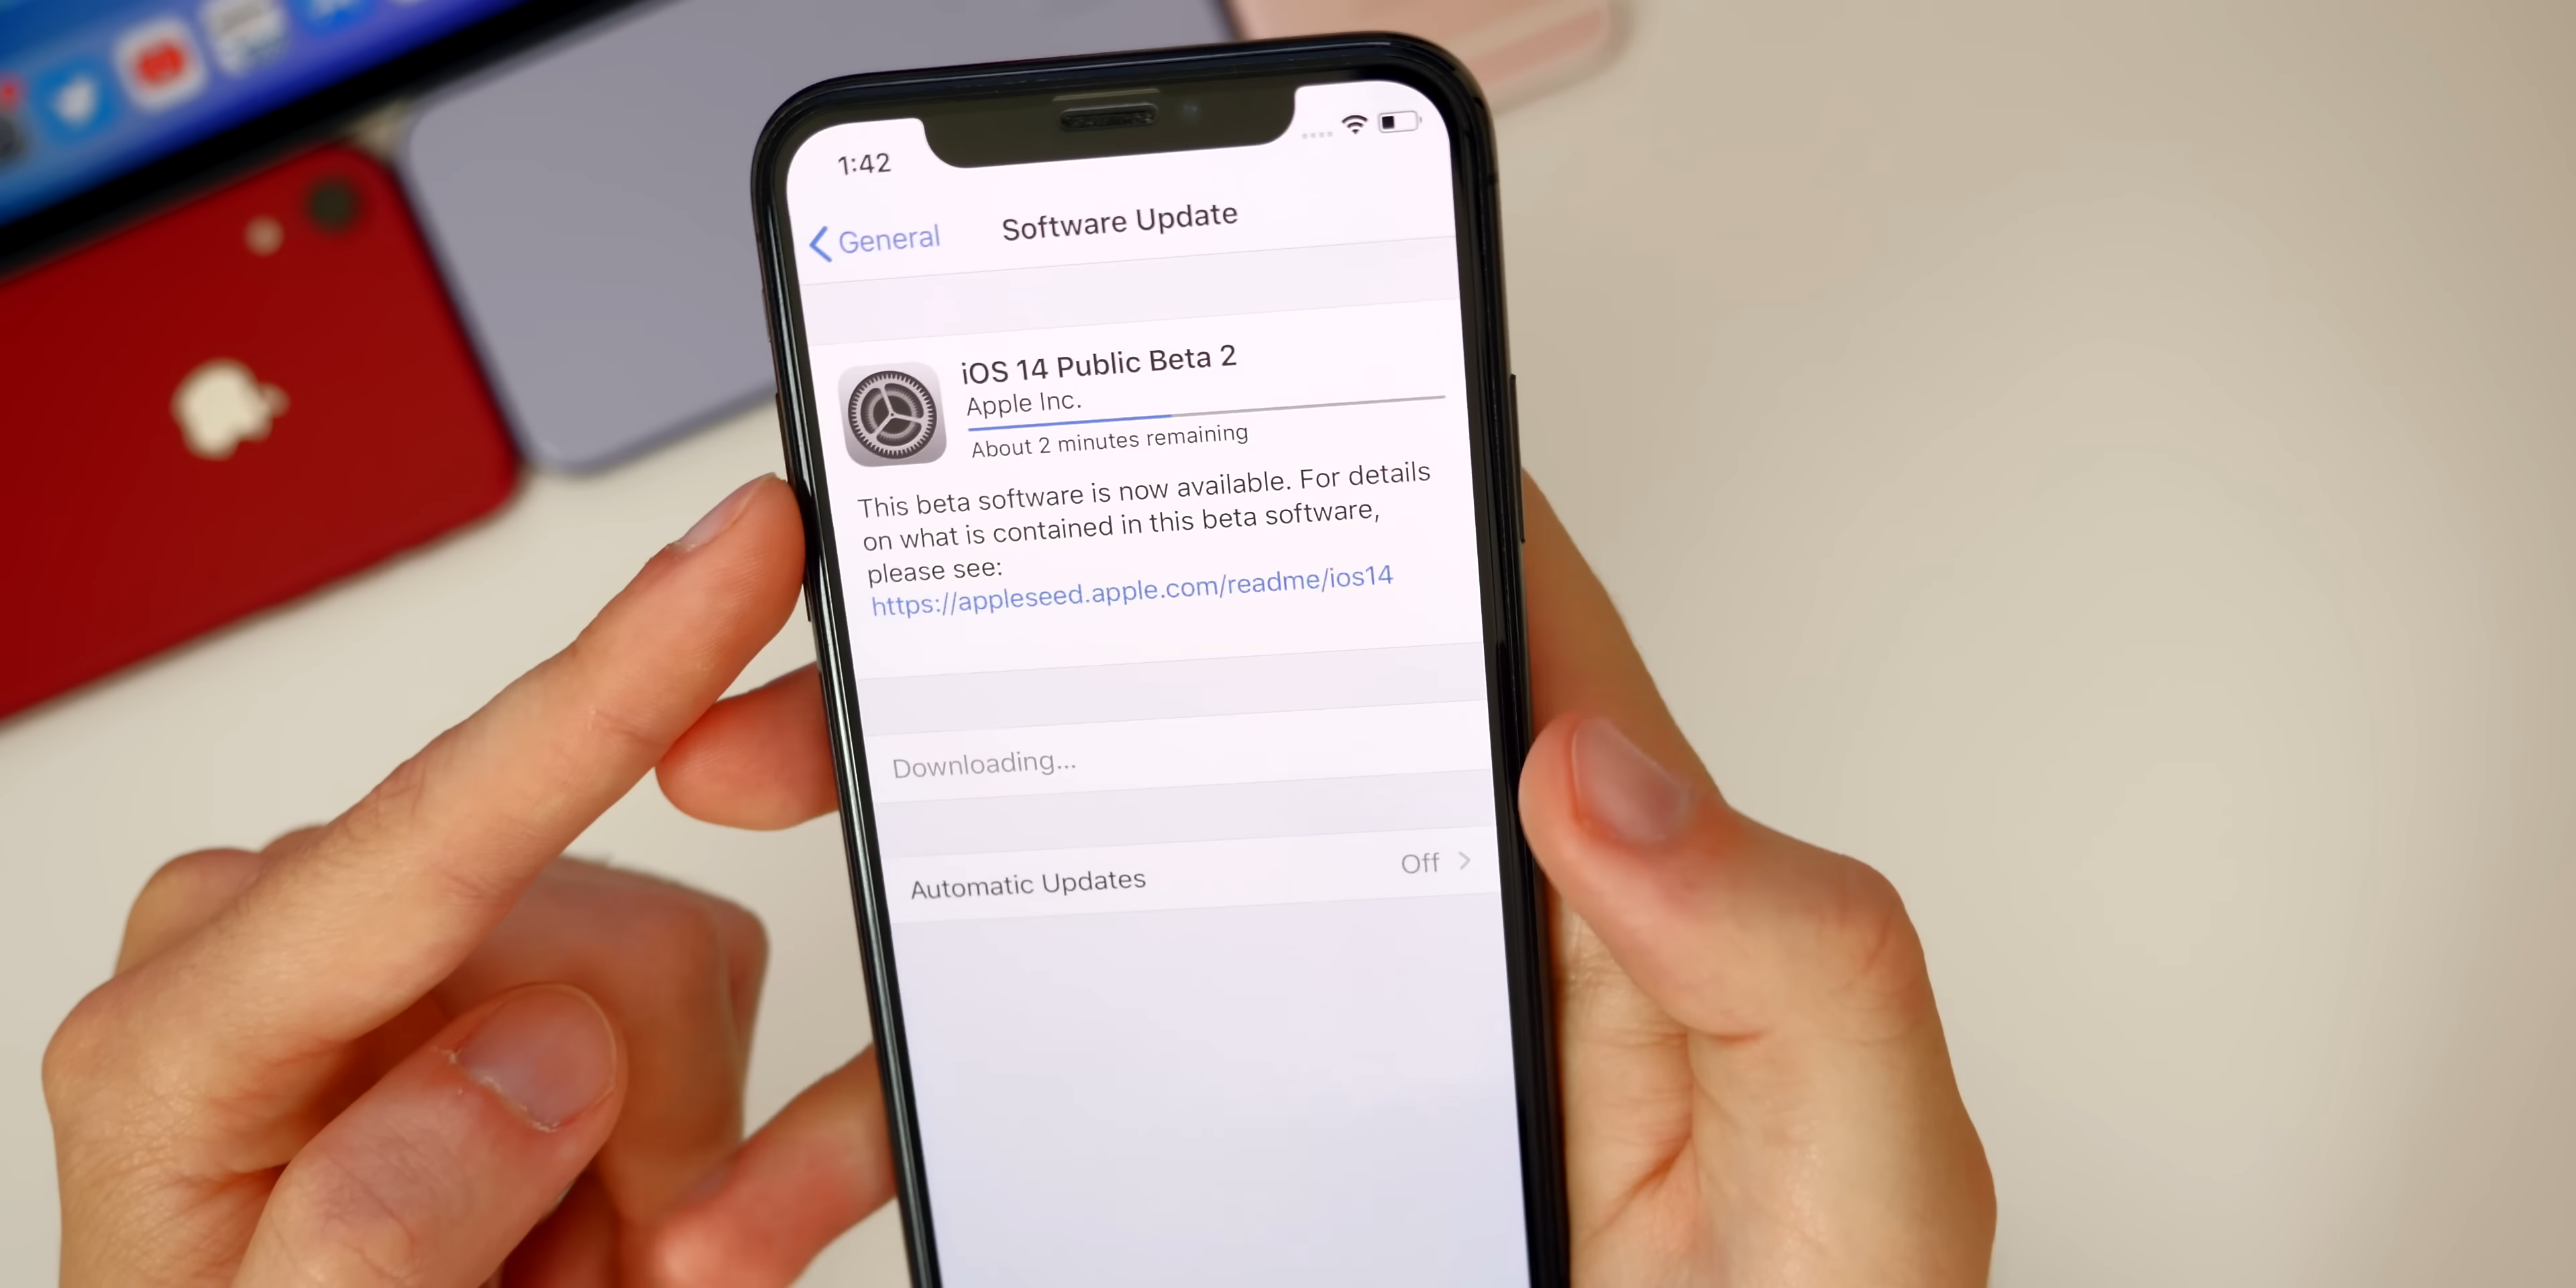 1:42
General
Software Update
iOS 14 Public Beta 2
Apple Inc.
About 2 minutes remaining
This beta software is now available. For details
on what is contained in this beta software,
please see:
https://appleseed.apple.com/readme/ios14
Downloading...
Automatic Updates
Off